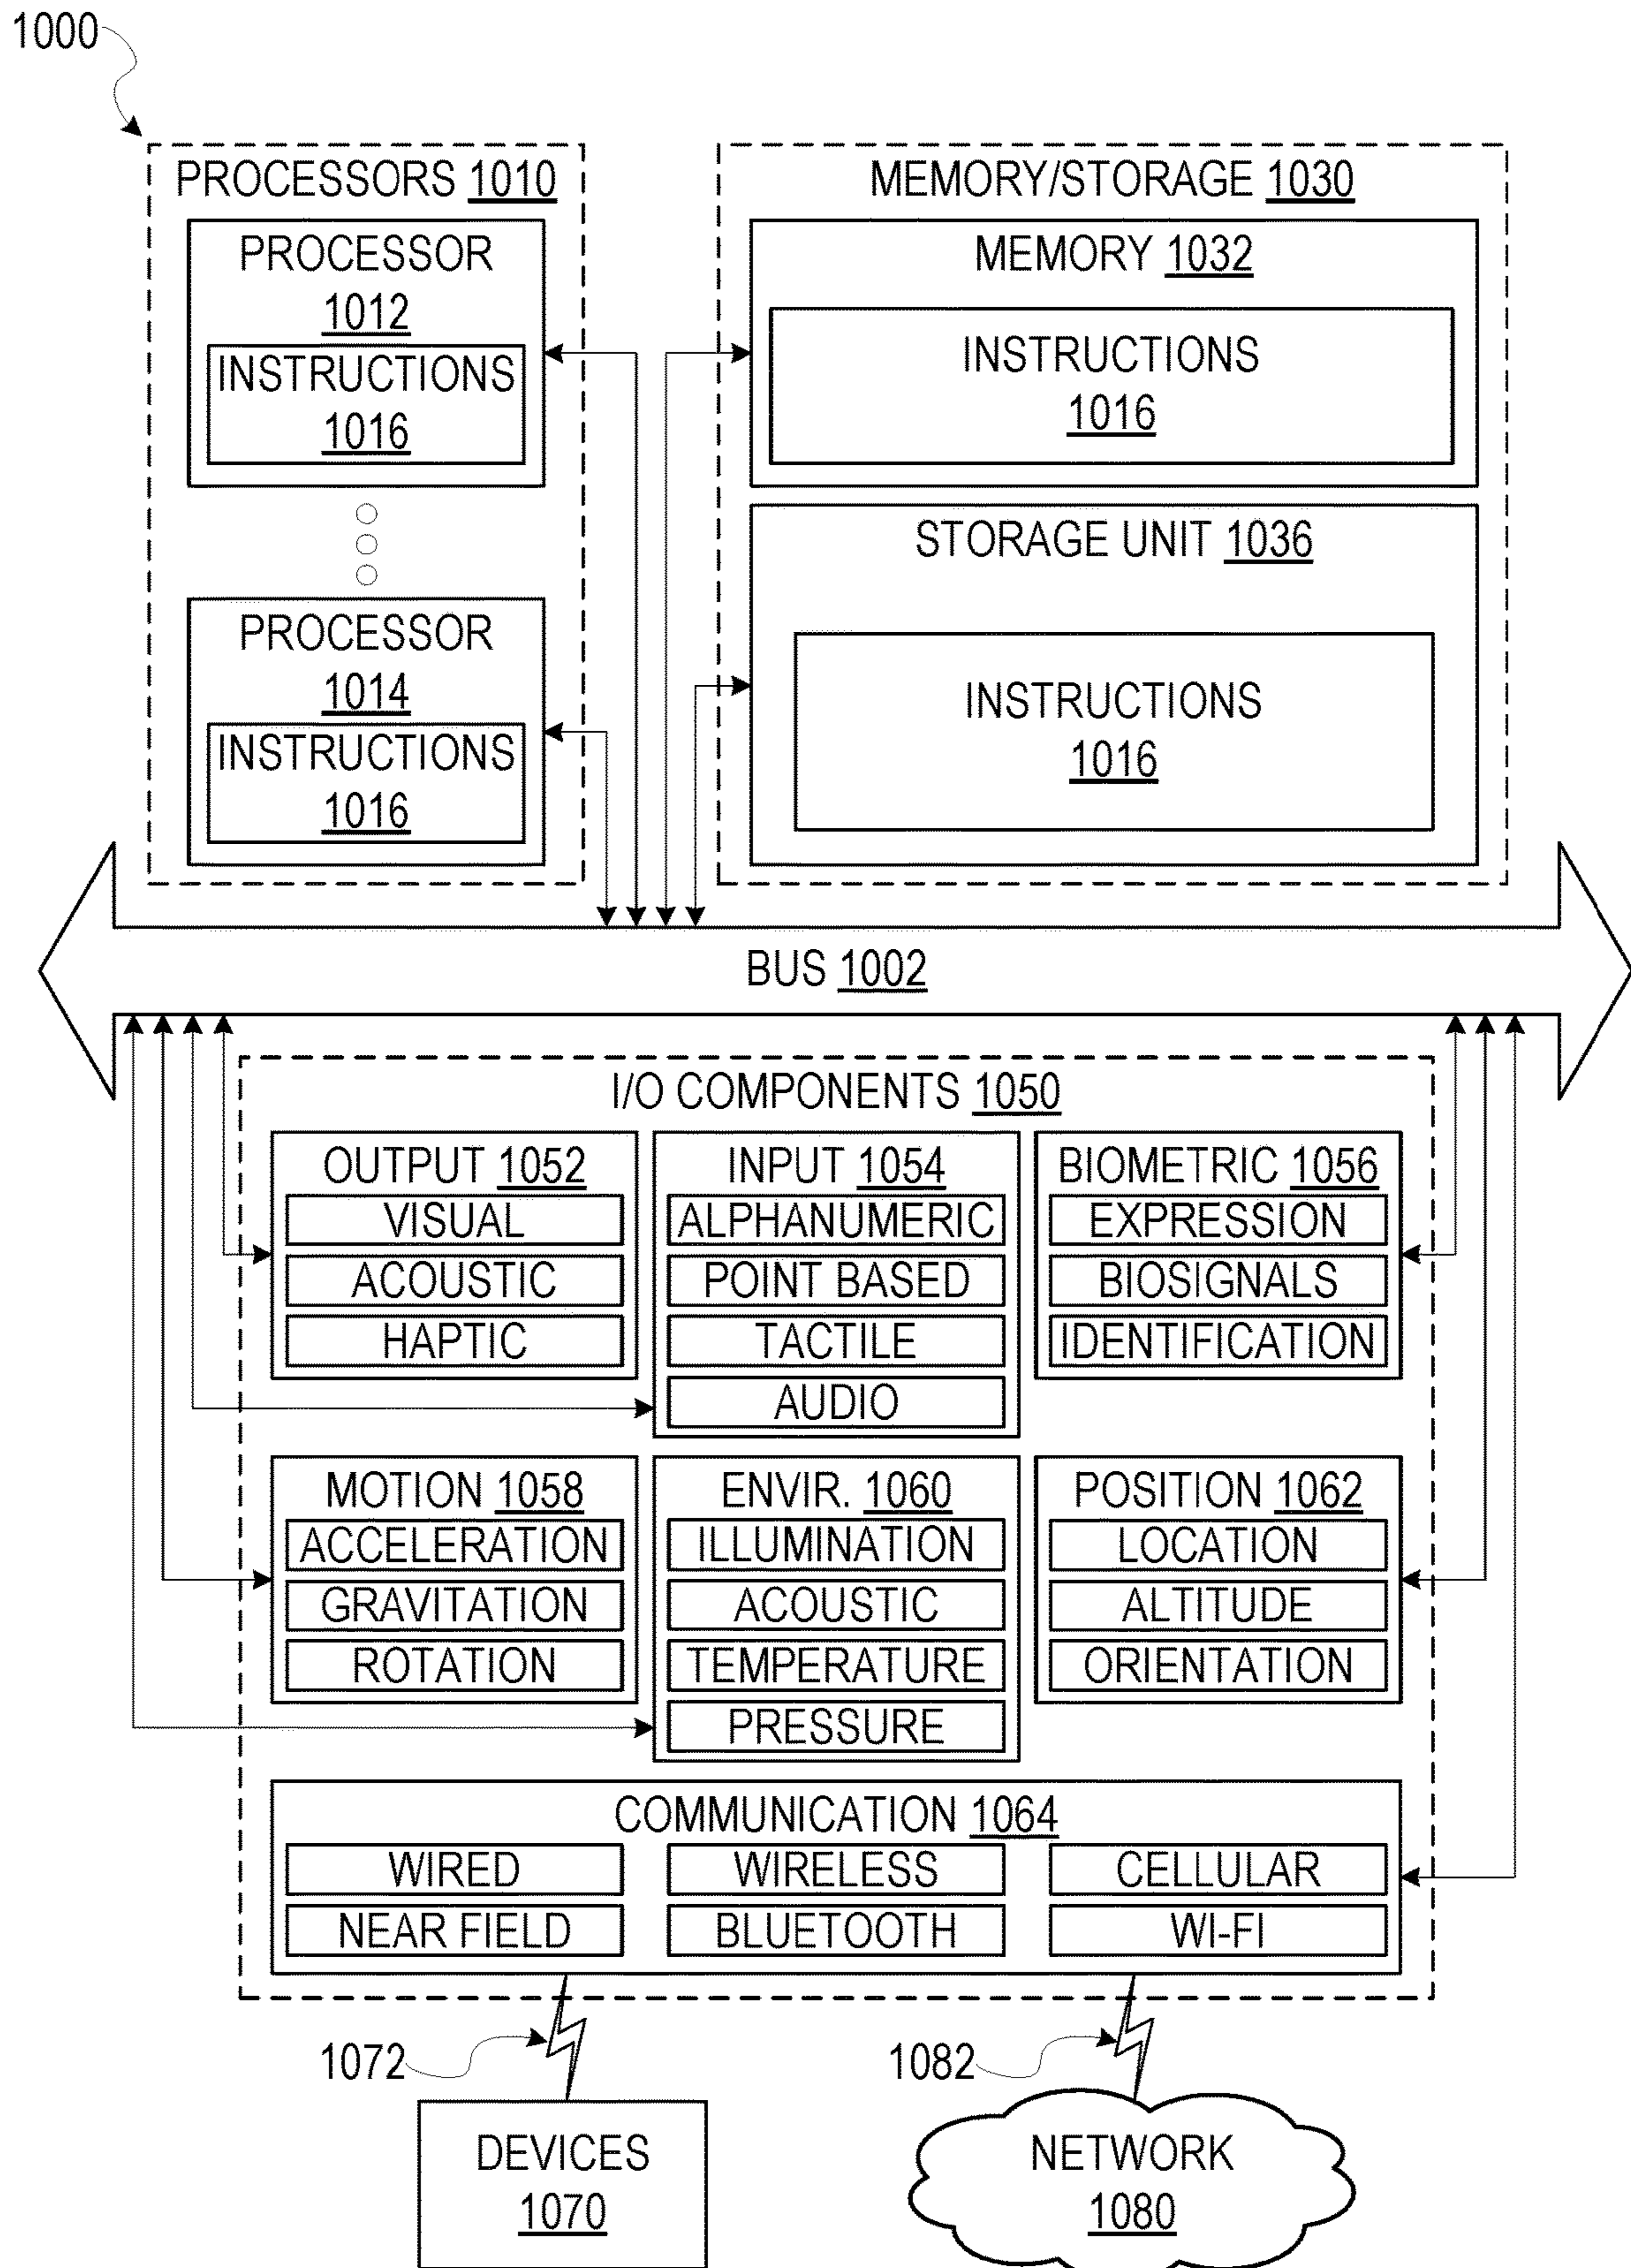 1000
PROCESSORS 1010
PROCESSOR
1012
INSTRUCTIONS
1016
PROCESSOR
1014
INSTRUCTIONS
1016
MEMORY/STORAGE 1030
MEMORY 1032
INSTRUCTIONS
1016
STORAGE UNIT 1036
INSTRUCTIONS
1016
BUS 1002
I/O COMPONENTS 1050
OUTPUT 1052
VISUAL
ACOUSTIC
HAPTIC
INPUT 1054
ALPHANUMERIC
POINT BASED
TACTILE
AUDIO
BIOMETRIC 1056
EXPRESSION
BIOSIGNALS
IDENTIFICATION
MOTION 1058
ACCELERATION
GRAVITATION
ROTATION
ENVIR. 1060
ILLUMINATION
ACOUSTIC
TEMPERATURE
PRESSURE
POSITION 1062
LOCATION
ALTITUDE
ORIENTATION
COMMUNICATION 1064
WIRED
WIRELESS
CELLULAR
NEAR FIELD
BLUETOOTH
WI-FI
1072
1082
DEVICES
1070
NETWORK
1080